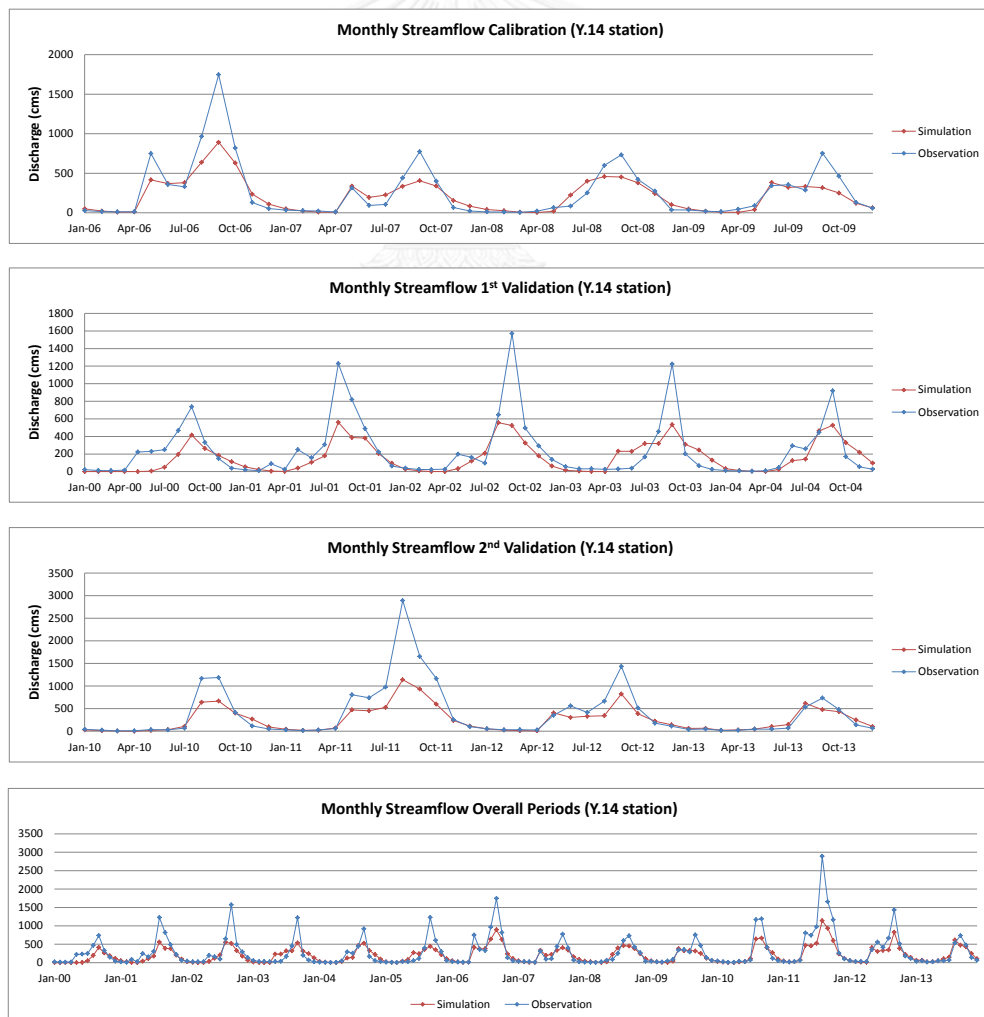 Monthly Streamflow Calibration (Y.14 station)
2000
1500
1000
500
0
Discharge (cms)
Jan-06 Apr-06 Jul-06 Oct-06 Jan-07 Apr-07 Jul-07 Oct-07 Jan-08 Apr-08 Jul-08 Oct-08 Jan-09 Apr-09 Jul-09 Oct-09
Simulation
Observation
Monthly Streamflow 1st Validation (Y.14 station)
1800
1600
1400
1200
1000
800
600
400
200
0
Discharge (cms)
Jan-00 Apr-00 Jul-00 Oct-00 Jan-01 Apr-01 Jul-01 Oct-01 Jan-02 Apr-02 Jul-02 Oct-02 Jan-03 Apr-03 Jul-03 Oct-03 Jan-04 Apr-04 Jul-04 Oct-04
Simulation
Observation
Monthly Streamflow 2nd Validation (Y.14 station)
3500
3000
2500
2000
1500
1000
500
0
Discharge (cms)
Jan-10 Apr-10 Jul-10 Oct-10 Jan-11 Apr-11 Jul-11 Oct-11 Jan-12 Apr-12 Jul-12 Oct-12 Jan-13 Apr-13 Jul-13 Oct-13
Simulation
Observation
Monthly Streamflow Overall Periods (Y.14 station)
3500
3000
2500
2000
1500
1000
500
0
Jan-00 Jan-01 Jan-02 Jan-03 Jan-04 Jan-05 Jan-06 Jan-07 Jan-08 Jan-09 Jan-10 Jan-11 Jan-12 Jan-13
Simulation Observation